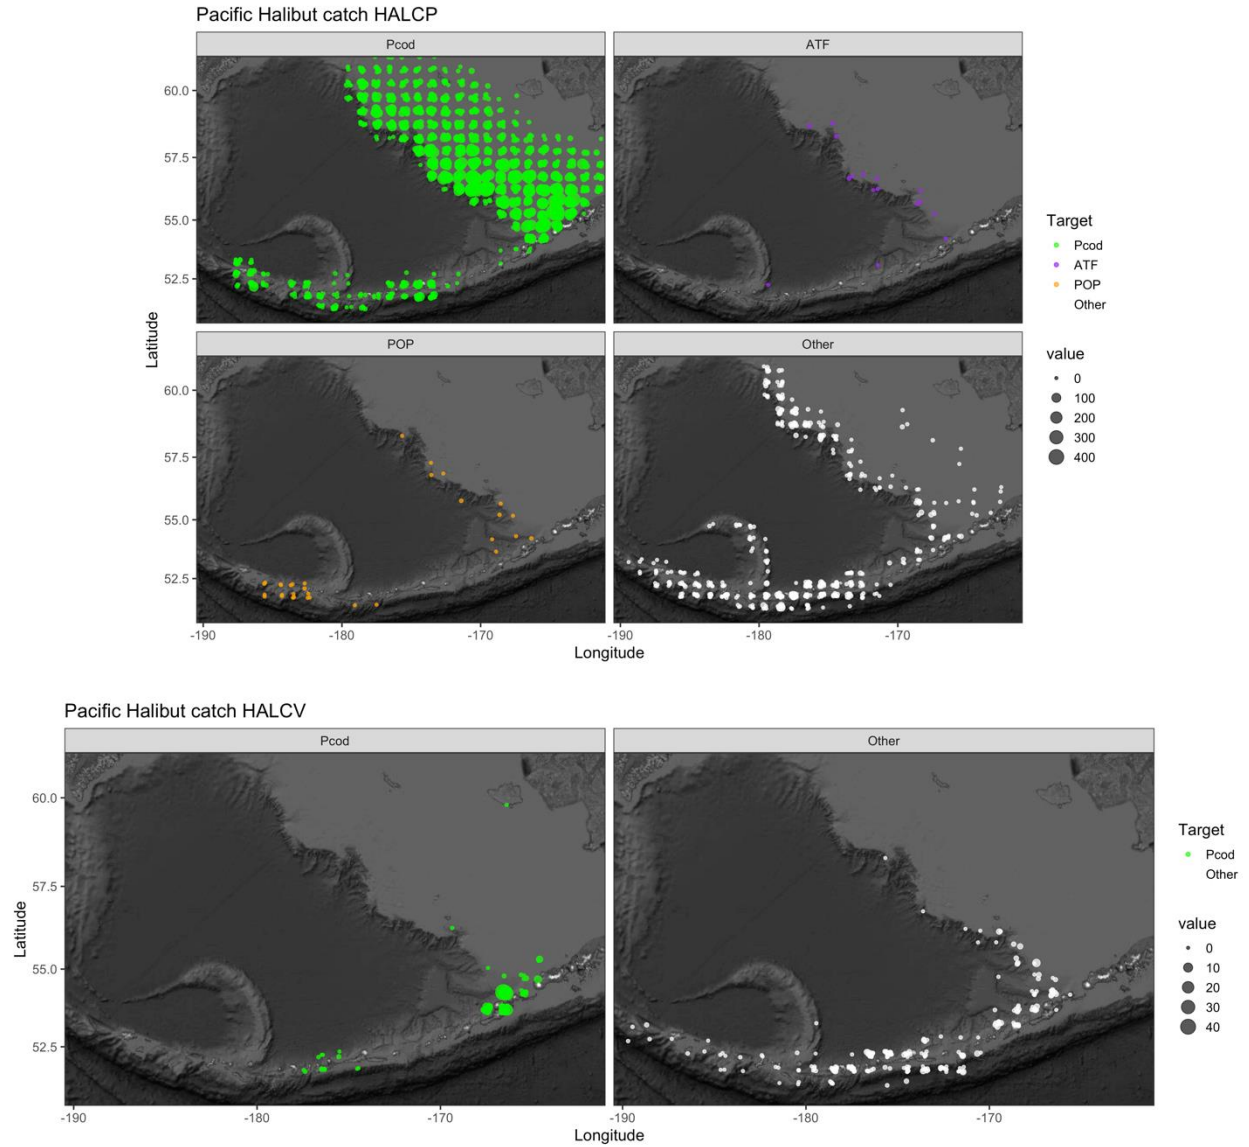 Pacific Halibut catch HALCP
Pcod
ATF
60.0
57.5
55.0
52.5
Latitude
POP
Other
60.0
57.5
55.0
52.5
-190
-180
-170
-190
-180
-170
Longitude
Target
Pcod
ATF
POP
Other
value
0
100
200
300
400
Pacific Halibut catch HALCV
Pcod
Other
60.0
57.5
55.0
52.5
Latitude
-190
-180
-170
-190
-180
-170
Longitude
Target
Pcod
Other
value
0
10
20
30
40